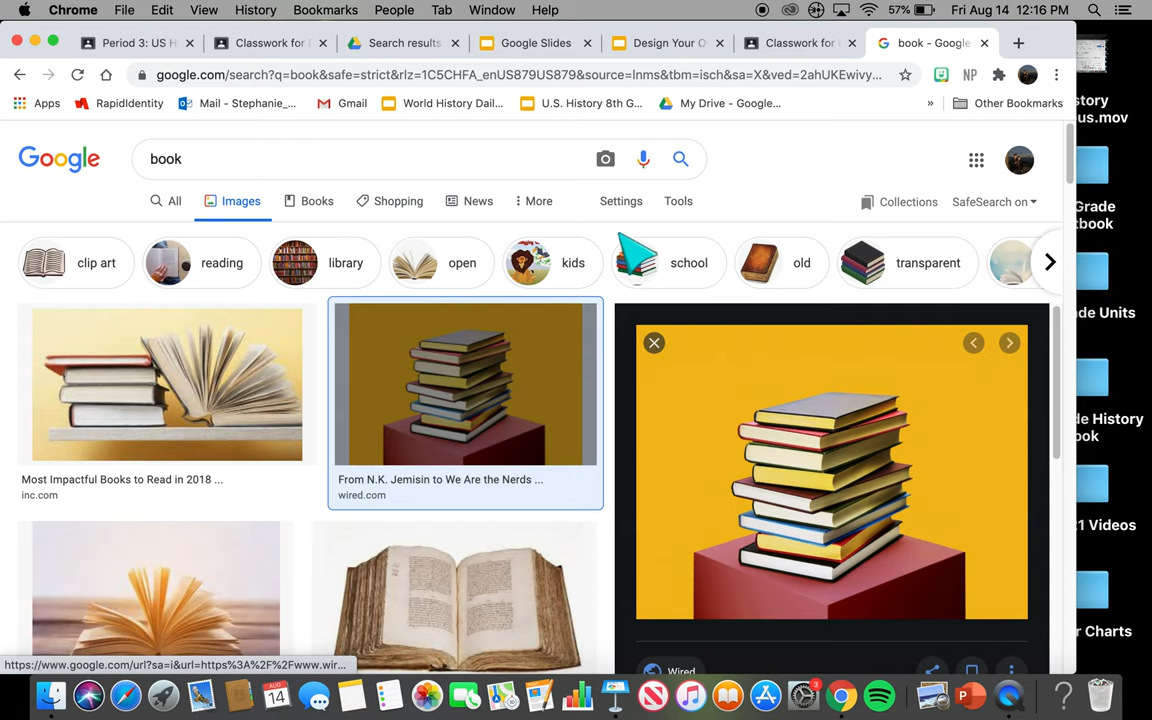 Chrome File Edit View History Bookmarks People Tab Window Help 57% Fri Aug 14 12:16 PM
Period 3: US H Classwork for Search results Google Slides Design Your O Classwork for book - Google
google.com/search?q=book&safe=strict&rlz=1C5CHFA_enUS879US879&source=lnms&tbm=isch&sa=X&ved=2ahUKEwivy...
NP
Apps RapidIdentity Mail - Stephanie_... Gmail World History Dail... U.S. History 8th G... My Drive - Google... » Other Bookmarks
Google book
All Images Books Shopping News More Settings Tools Collections SafeSearch on
clip art reading library open kids school old transparent
Most Impactful Books to Read in 2018 ...
inc.com
From N.K. Jemisin to We Are the Nerds ...
wired.com
Wired
https://www.google.com/url?sa=i&url=https%3A%2F%2Fwww.wir...
story
us.mov
Grade
book
de Units
de History
ook
21 Videos
r Charts
14
3